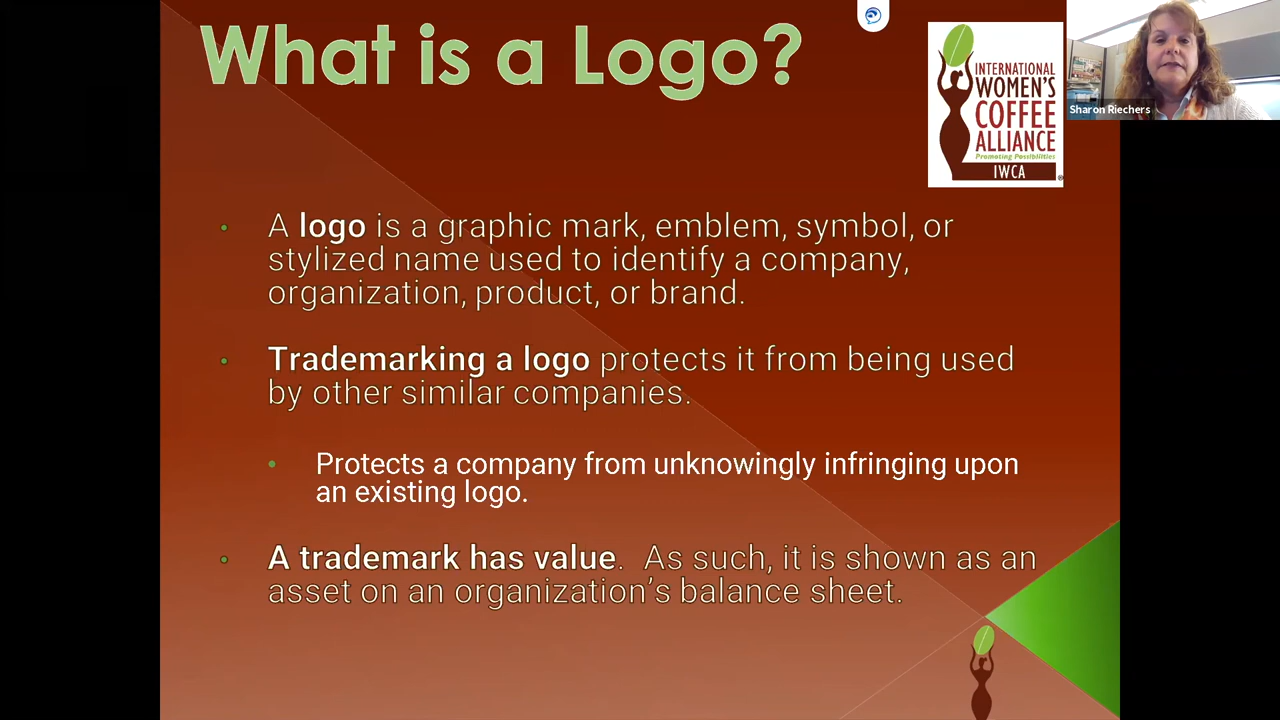 What is a Logo?
INTERNATIONAL
WOMEN'S
COFFEE
ALLIANCE
Promoting Possibilities
IWCA
®
Sharon Riechers
• A logo is a graphic mark, emblem, symbol, or
stylized name used to identify a company,
organization, product, or brand.
• Trademarking a logo protects it from being used
by other similar companies.
• Protects a company from unknowingly infringing upon
an existing logo.
• A trademark has value. As such, it is shown as an
asset on an organization’s balance sheet.